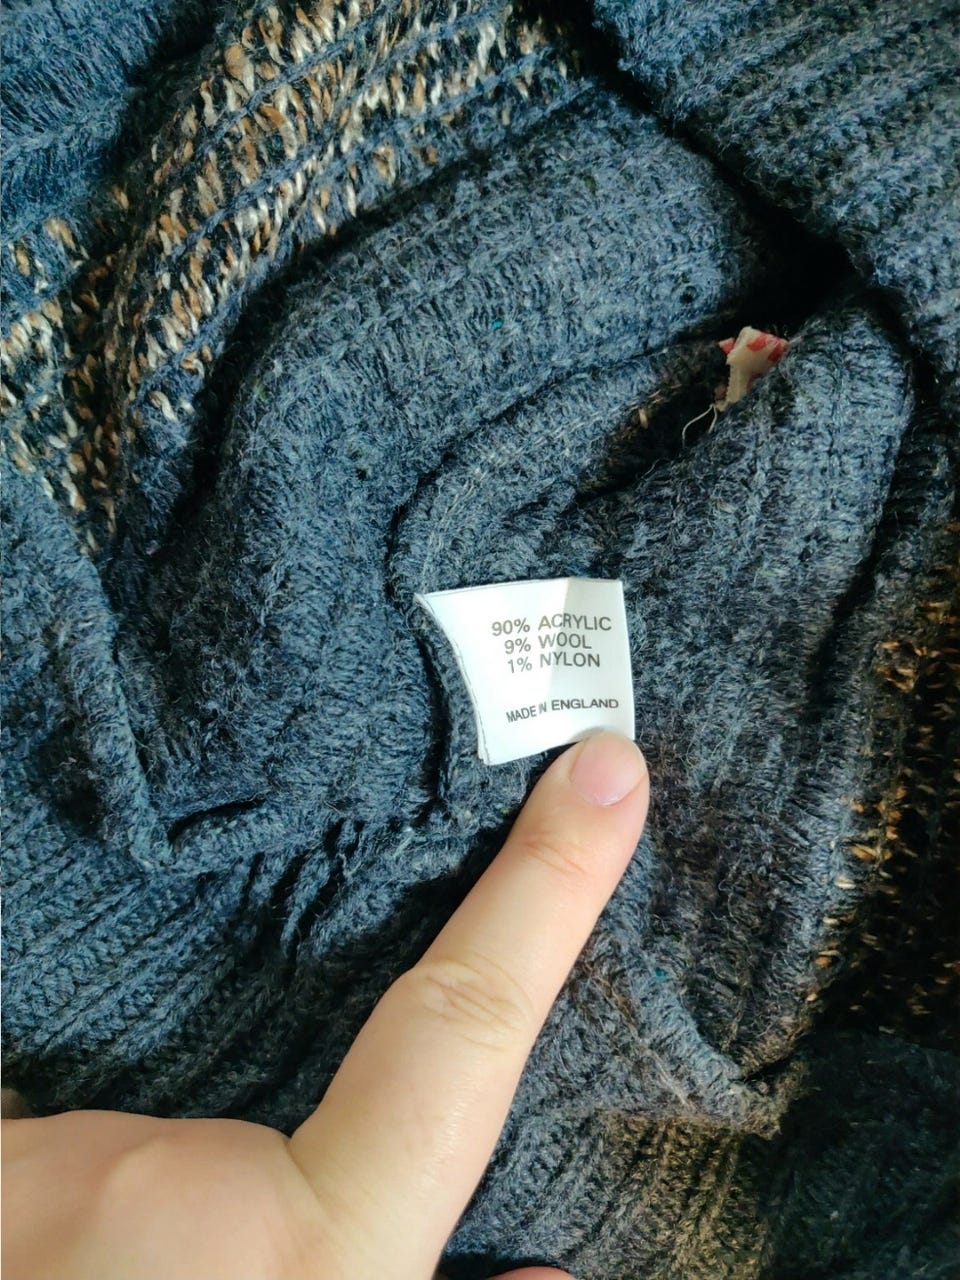 90% ACRYLIC
9% WOOL
1% NYLON
MADE IN ENGLAND